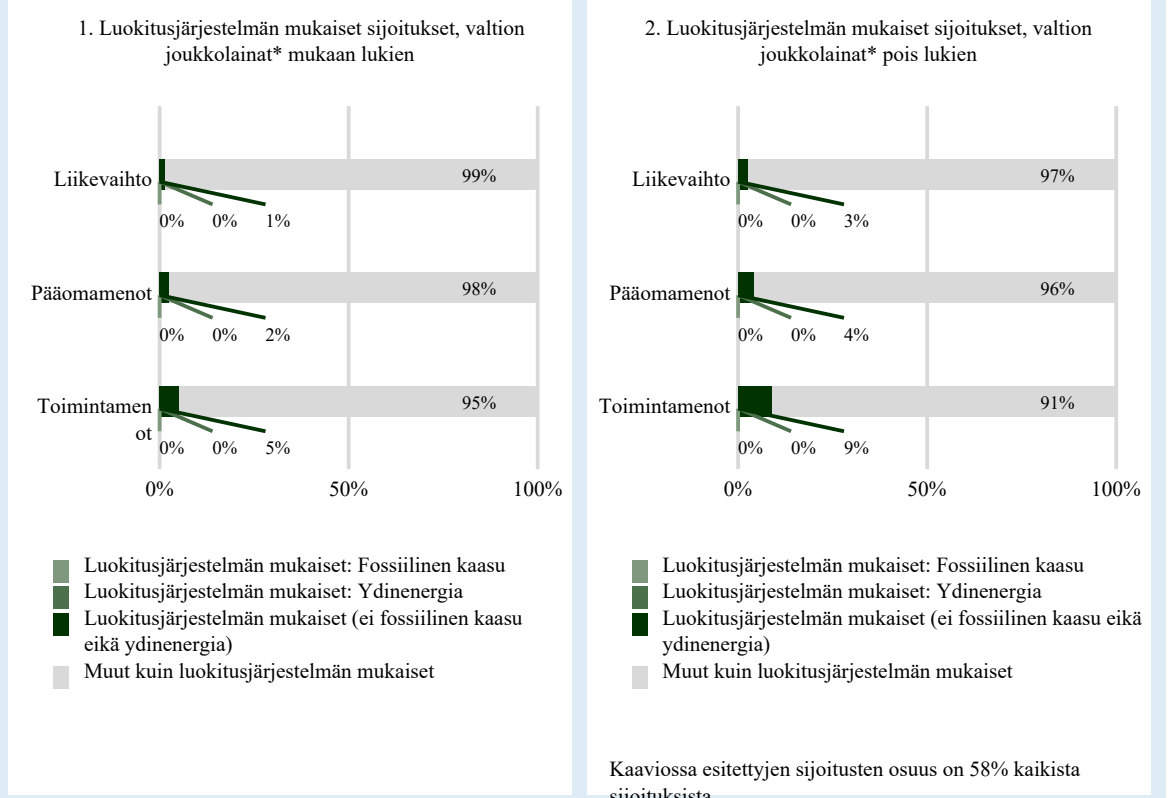 1. Luokitusjärjestelmän mukaiset sijoitukset, valtion
joukkolainat* mukaan lukien
Liikevaihto
99%
0% 0% 1%
Pääomamenot
98%
0% 0% 2%
Toimintamen
ot
95%
0% 0% 5%
0% 50% 100%
Luokitusjärjestelmän mukaiset: Fossiilinen kaasu
Luokitusjärjestelmän mukaiset: Ydinenergia
Luokitusjärjestelmän mukaiset (ei fossiilinen kaasu
eikä ydinenergia)
Muut kuin luokitusjärjestelmän mukaiset
2. Luokitusjärjestelmän mukaiset sijoitukset, valtion
joukkolainat* pois lukien
Liikevaihto
97%
0% 0% 3%
Pääomamenot
96%
0% 0% 4%
Toimintamenot
91%
0% 0% 9%
0% 50% 100%
Luokitusjärjestelmän mukaiset: Fossiilinen kaasu
Luokitusjärjestelmän mukaiset: Ydinenergia
Luokitusjärjestelmän mukaiset (ei fossiilinen kaasu eikä
ydinenergia)
Muut kuin luokitusjärjestelmän mukaiset
Kaaviossa esitettyjen sijoitusten osuus on 58% kaikista
sijoituksista